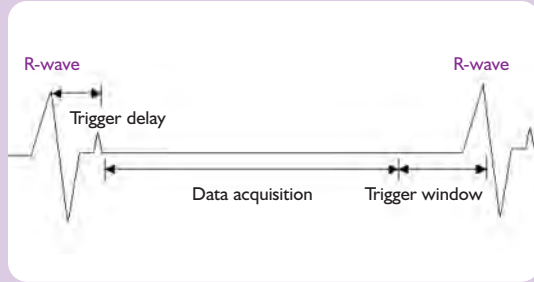 R-wave
R-wave
Trigger delay
Data acquisition
Trigger window